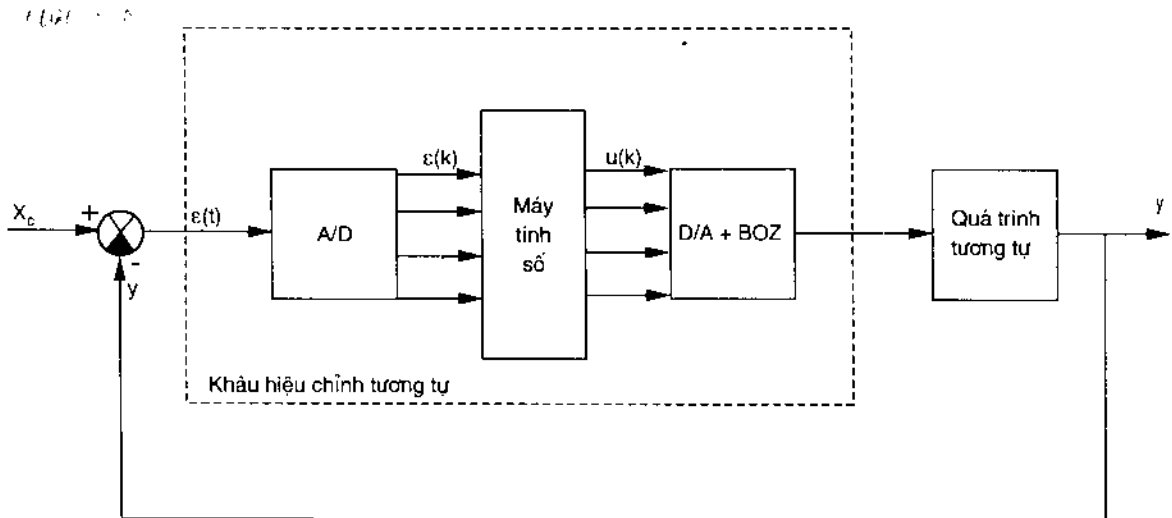 ε(k)
u(k)
X_c
+
ε(t)
A/D
Máy
tính
số
D/A + BOZ
Quá trình
tương tự
y
-
y
Khâu hiệu chỉnh tương tự